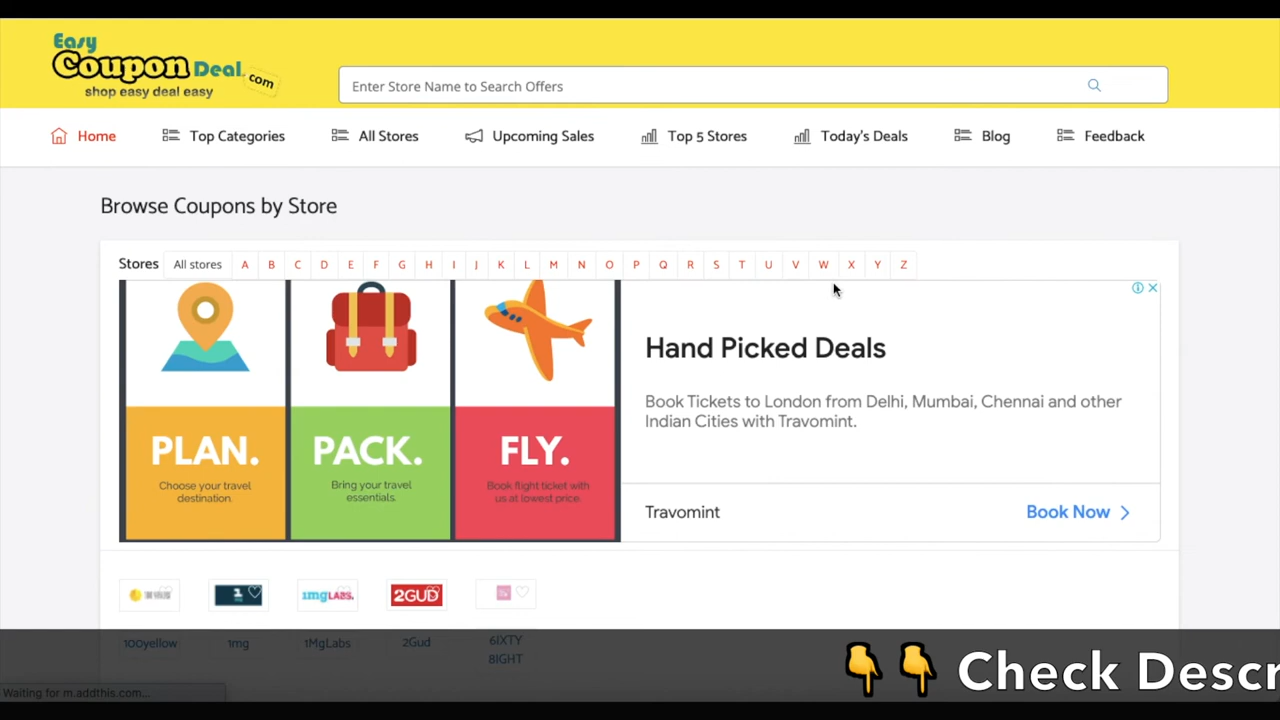 Easy
Coupon Deal.com
shop easy deal easy
Enter Store Name to Search Offers
Home Top Categories All Stores Upcoming Sales Top 5 Stores Today's Deals Blog Feedback
Browse Coupons by Store
Stores All stores A B C D E F G H I J K L M N O P Q R S T U V W X Y Z
PLAN.
Choose your travel
destination.
PACK.
Bring your travel
essentials.
FLY.
Book flight ticket with
us at lowest price.
Hand Picked Deals
Book Tickets to London from Delhi, Mumbai, Chennai and other
Indian Cities with Travomint.
Travomint Book Now
1 1mgLABS. 2GUD
100yellow 1mg 1MgLabs 2Gud 6IXTY
8IGHT
Check Descr
Waiting for m.addthis.com...